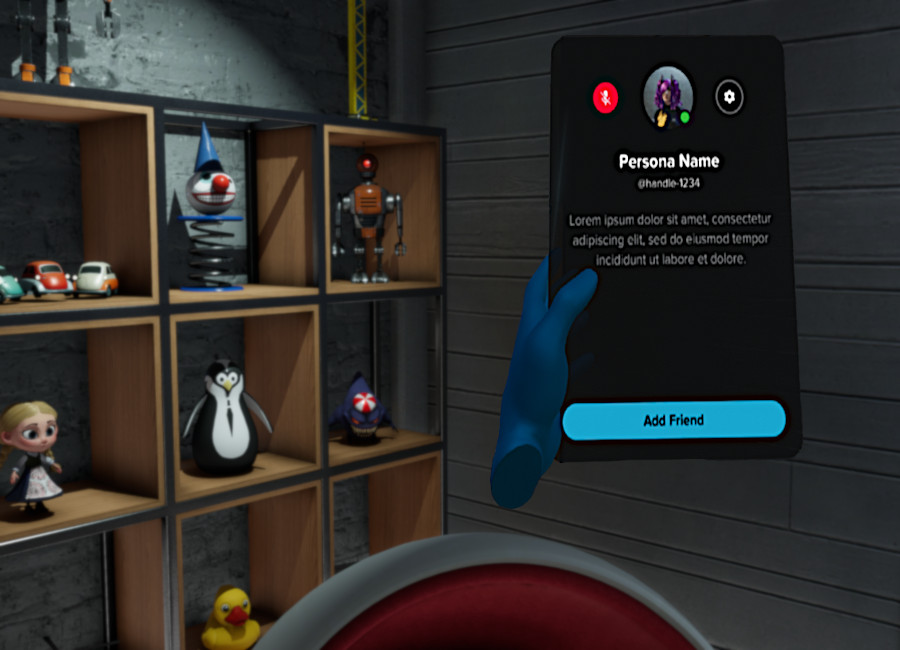 Persona Name
@handle-1234
Lorem ipsum dolor sit amet, consectetur
adipiscing elit, sed do eiusmod tempor
incididunt ut labore et dolore.
Add Friend